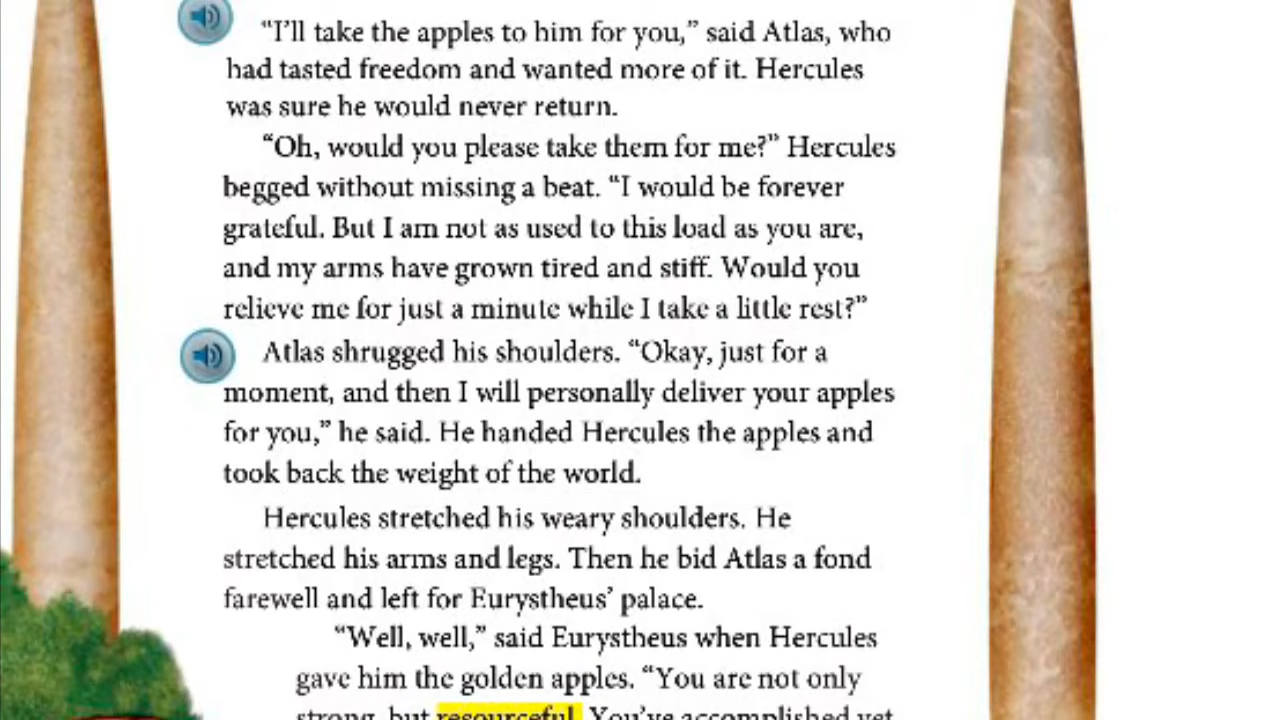 “I’ll take the apples to him for you,” said Atlas, who
had tasted freedom and wanted more of it. Hercules
was sure he would never return.
“Oh, would you please take them for me?” Hercules
begged without missing a beat. “I would be forever
grateful. But I am not as used to this load as you are,
and my arms have grown tired and stiff. Would you
relieve me for just a minute while I take a little rest?”
Atlas shrugged his shoulders. “Okay, just for a
moment, and then I will personally deliver your apples
for you,” he said. He handed Hercules the apples and
took back the weight of the world.
Hercules stretched his weary shoulders. He
stretched his arms and legs. Then he bid Atlas a fond
farewell and left for Eurystheus’ palace.
“Well, well,” said Eurystheus when Hercules
gave him the golden apples. “You are not only
strong, but resourceful. You’ve accomplished yet